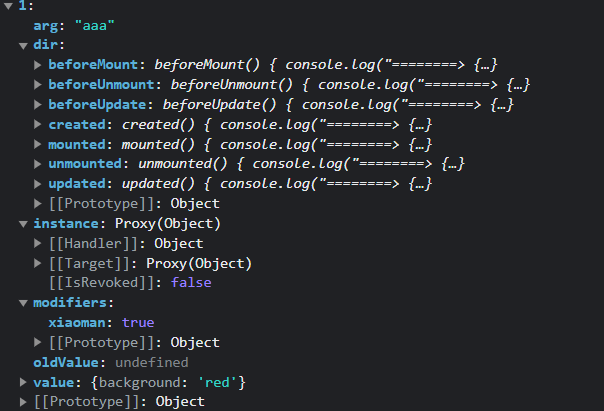 1:
arg: "aaa"
dir:
beforeMount: beforeMount() { console.log("========> {…}
beforeUnmount: beforeUnmount() { console.log("========> {…}
beforeUpdate: beforeUpdate() { console.log("========> {…}
created: created() { console.log("========> {…}
mounted: mounted() { console.log("========> {…}
unmounted: unmounted() { console.log("========> {…}
updated: updated() { console.log("========> {…}
[[Prototype]]: Object
instance: Proxy(Object)
[[Handler]]: Object
[[Target]]: Proxy(Object)
[[IsRevoked]]: false
modifiers:
xiaoman: true
[[Prototype]]: Object
oldValue: undefined
value: {background: 'red'}
[[Prototype]]: Object